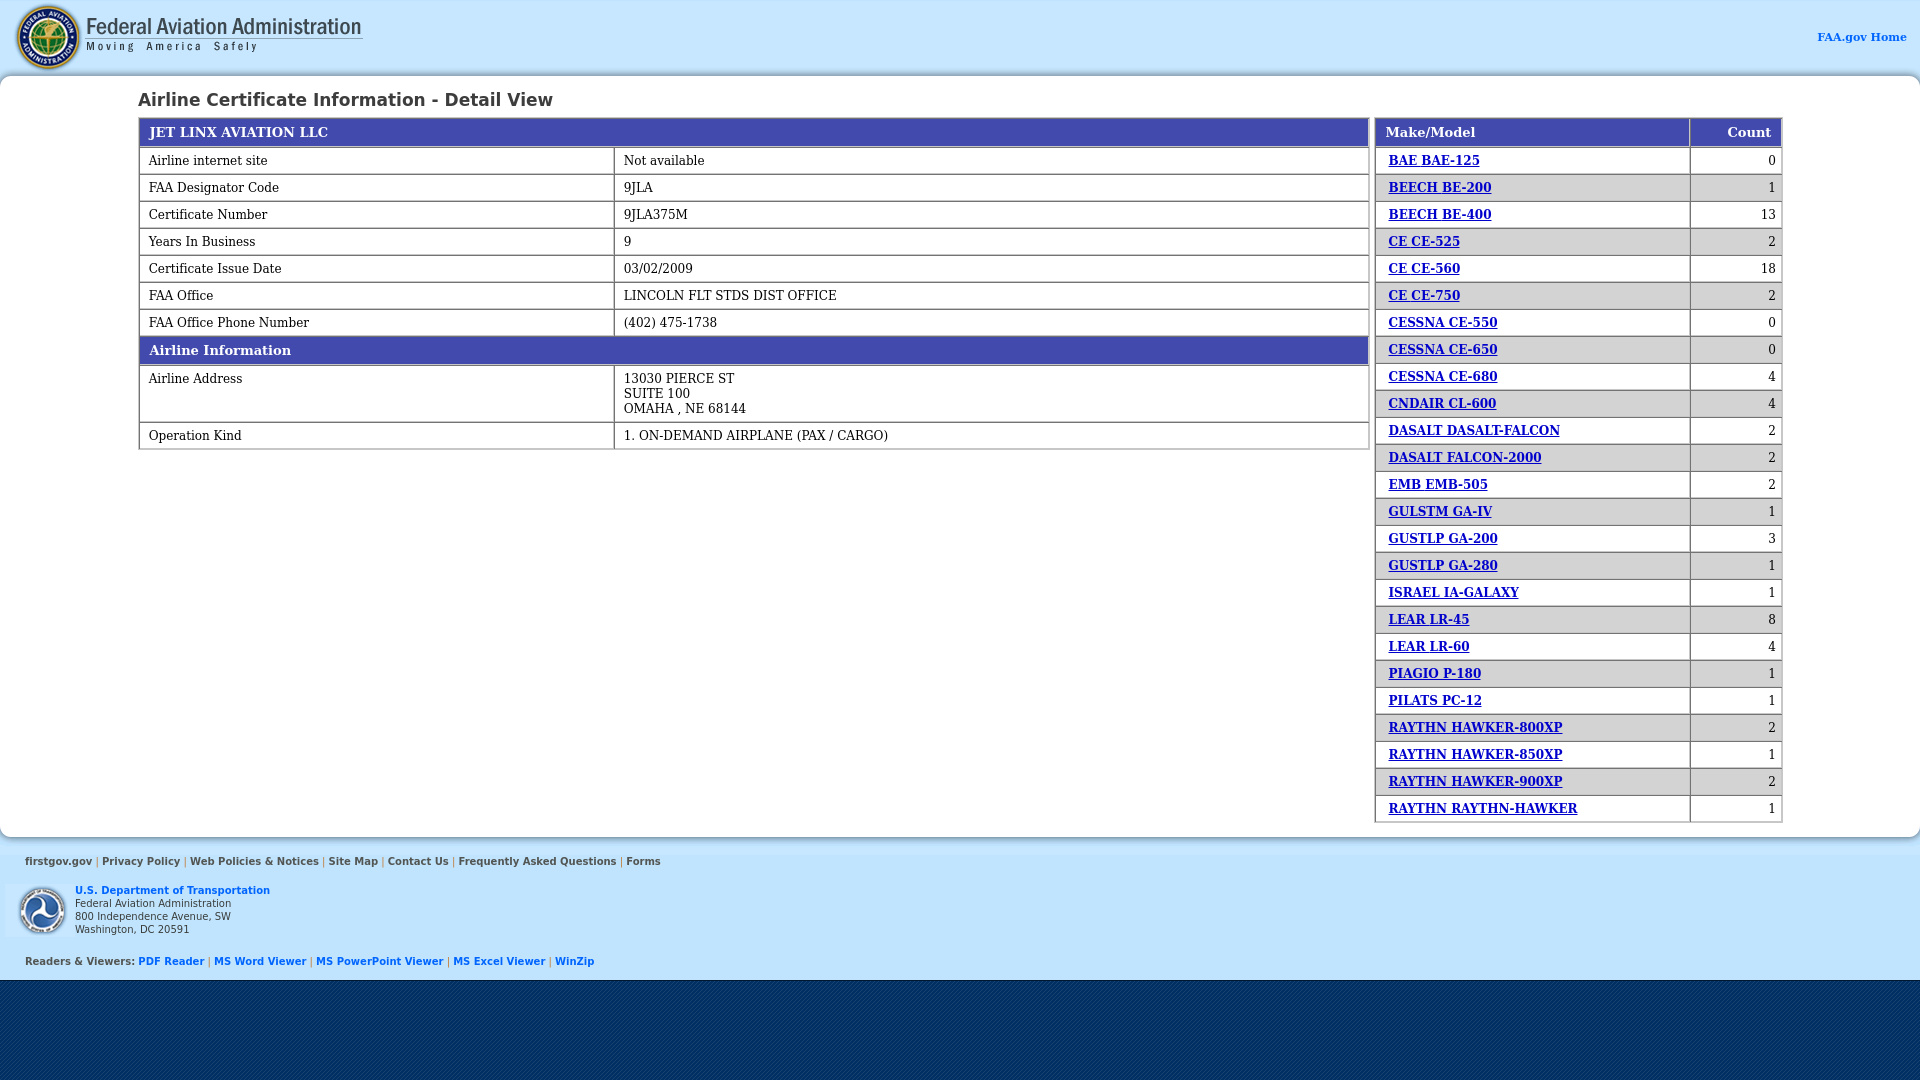 Federal Aviation Administration
Moving America Safely
FAA.gov Home
Airline Certificate Information - Detail View
JET LINX AVIATION LLC
Airline internet site Not available
FAA Designator Code 9JLA
Certificate Number 9JLA375M
Years In Business 9
Certificate Issue Date 03/02/2009
FAA Office LINCOLN FLT STDS DIST OFFICE
FAA Office Phone Number (402) 475-1738
Airline Information
Airline Address 13030 PIERCE ST
SUITE 100
OMAHA , NE 68144
Operation Kind 1. ON-DEMAND AIRPLANE (PAX / CARGO)
Make/Model Count
BAE BAE-125 0
BEECH BE-200 1
BEECH BE-400 13
CE CE-525 2
CE CE-560 18
CE CE-750 2
CESSNA CE-550 0
CESSNA CE-650 0
CESSNA CE-680 4
CNDAIR CL-600 4
DASALT DASALT-FALCON 2
DASALT FALCON-2000 2
EMB EMB-505 2
GULSTM GA-IV 1
GUSTLP GA-200 3
GUSTLP GA-280 1
ISRAEL IA-GALAXY 1
LEAR LR-45 8
LEAR LR-60 4
PIAGIO P-180 1
PILATS PC-12 1
RAYTHN HAWKER-800XP 2
RAYTHN HAWKER-850XP 1
RAYTHN HAWKER-900XP 2
RAYTHN RAYTHN-HAWKER 1
firstgov.gov | Privacy Policy | Web Policies & Notices | Site Map | Contact Us | Frequently Asked Questions | Forms
U.S. Department of Transportation
Federal Aviation Administration
800 Independence Avenue, SW
Washington, DC 20591
Readers & Viewers: PDF Reader | MS Word Viewer | MS PowerPoint Viewer | MS Excel Viewer | WinZip